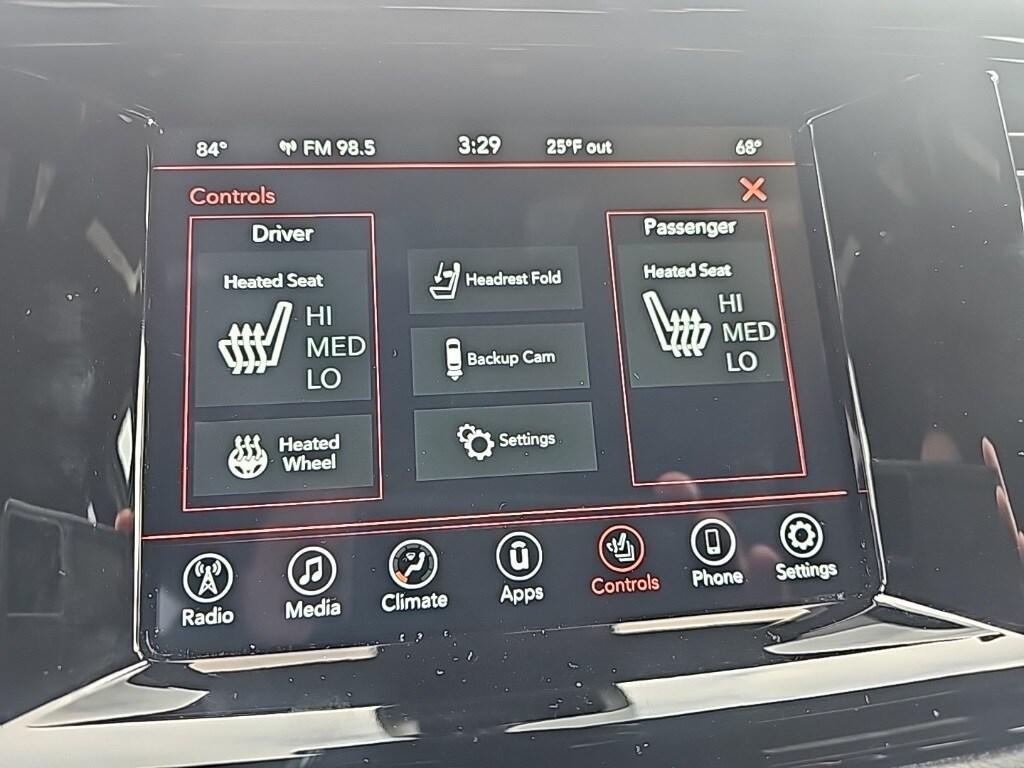 84° FM 98.5 3:29 25°F out 68°
Controls
Driver
Heated Seat
HI
MED
LO
Heated
Wheel
Headrest Fold
Backup Cam
Settings
Passenger
Heated Seat
HI
MED
LO
Radio Media Climate Apps Controls Phone Settings